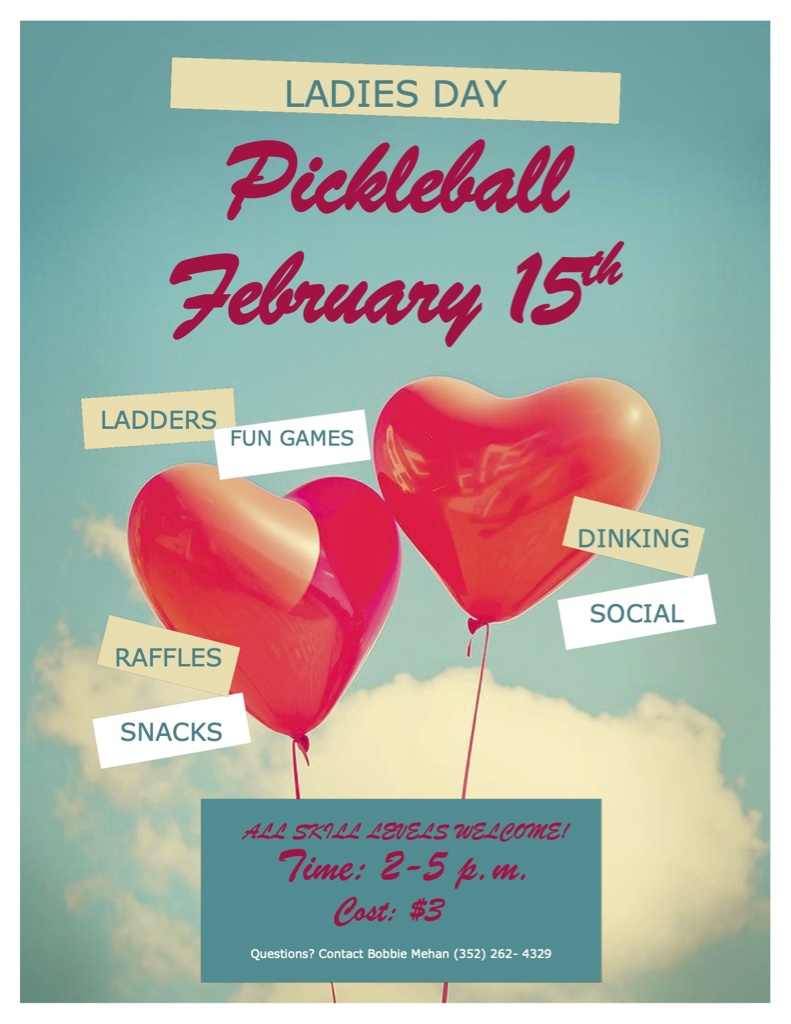 LADIES DAY
Pickleball
February 15th
LADDERS
FUN GAMES
DINKING
SOCIAL
RAFFLES
SNACKS
ALL SKILL LEVELS WELCOME!
Time: 2-5 p.m.
Cost: $3
Questions? Contact Bobbie Mehan (352) 262- 4329